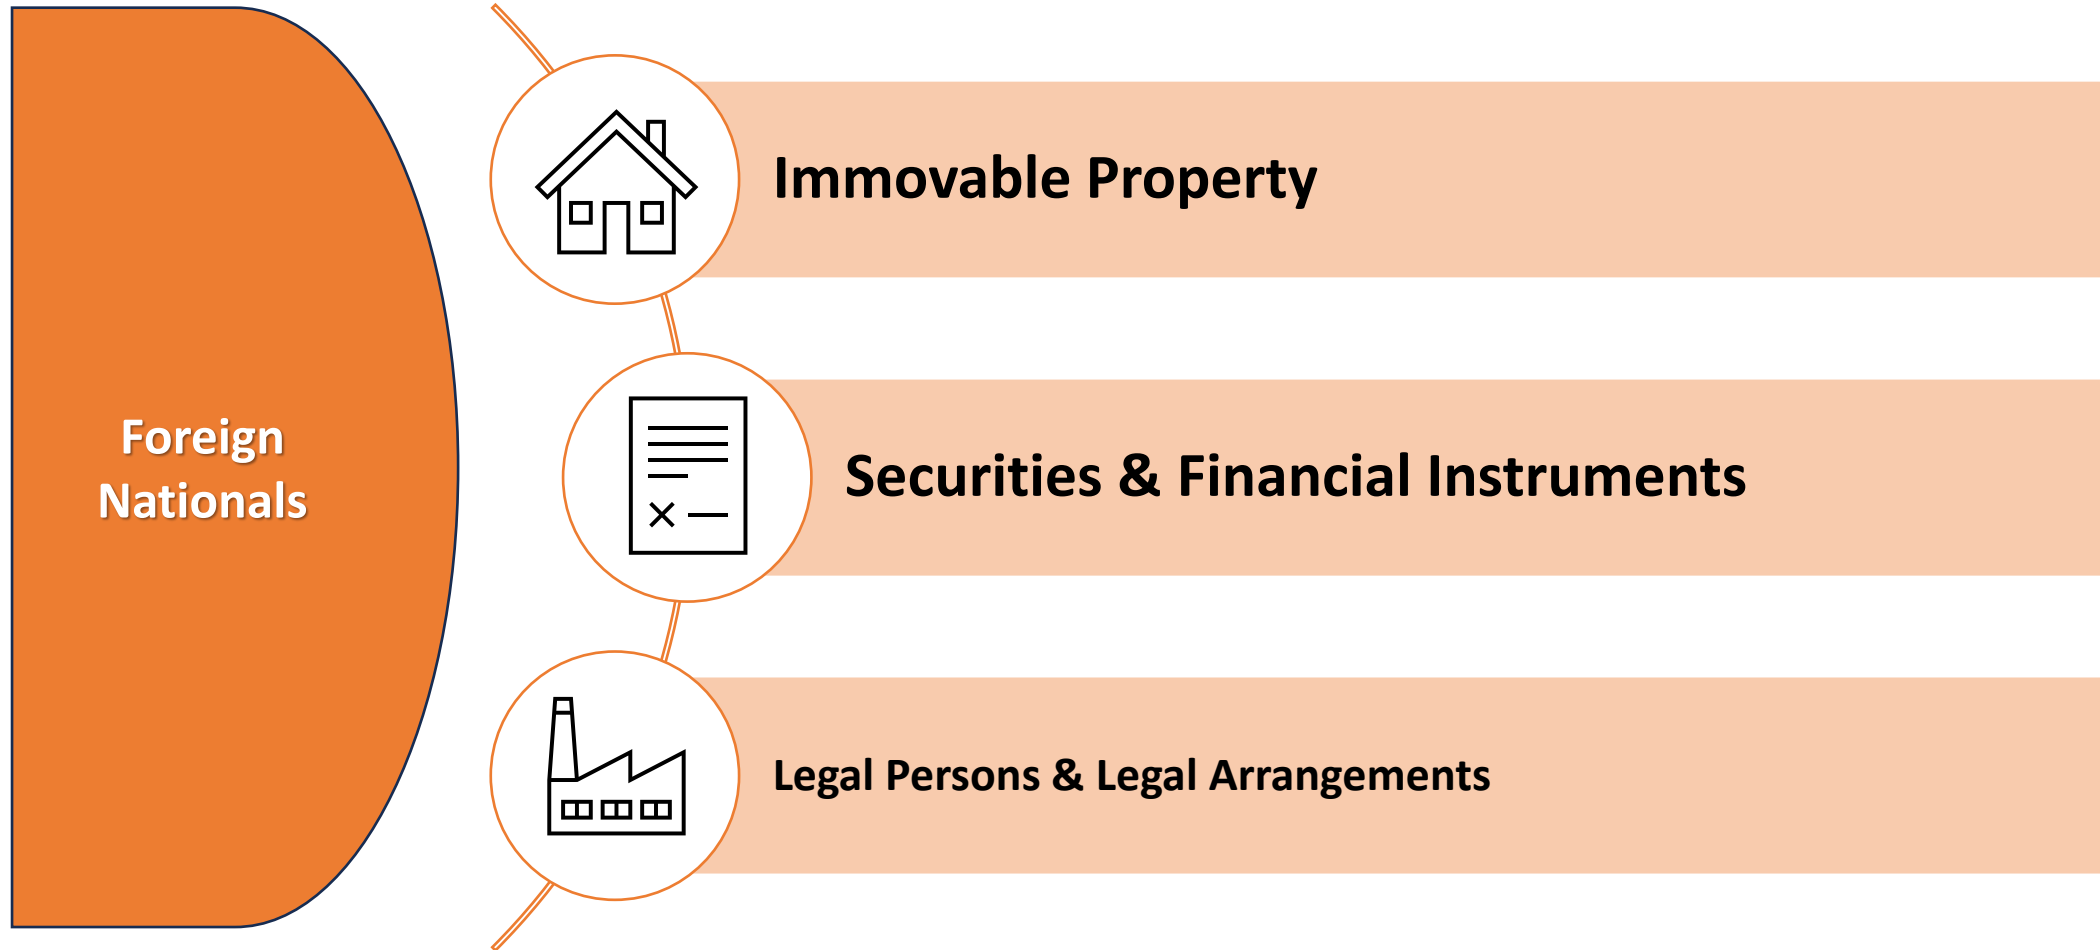 Foreign
Nationals
Immovable Property
Securities & Financial Instruments
Legal Persons & Legal Arrangements